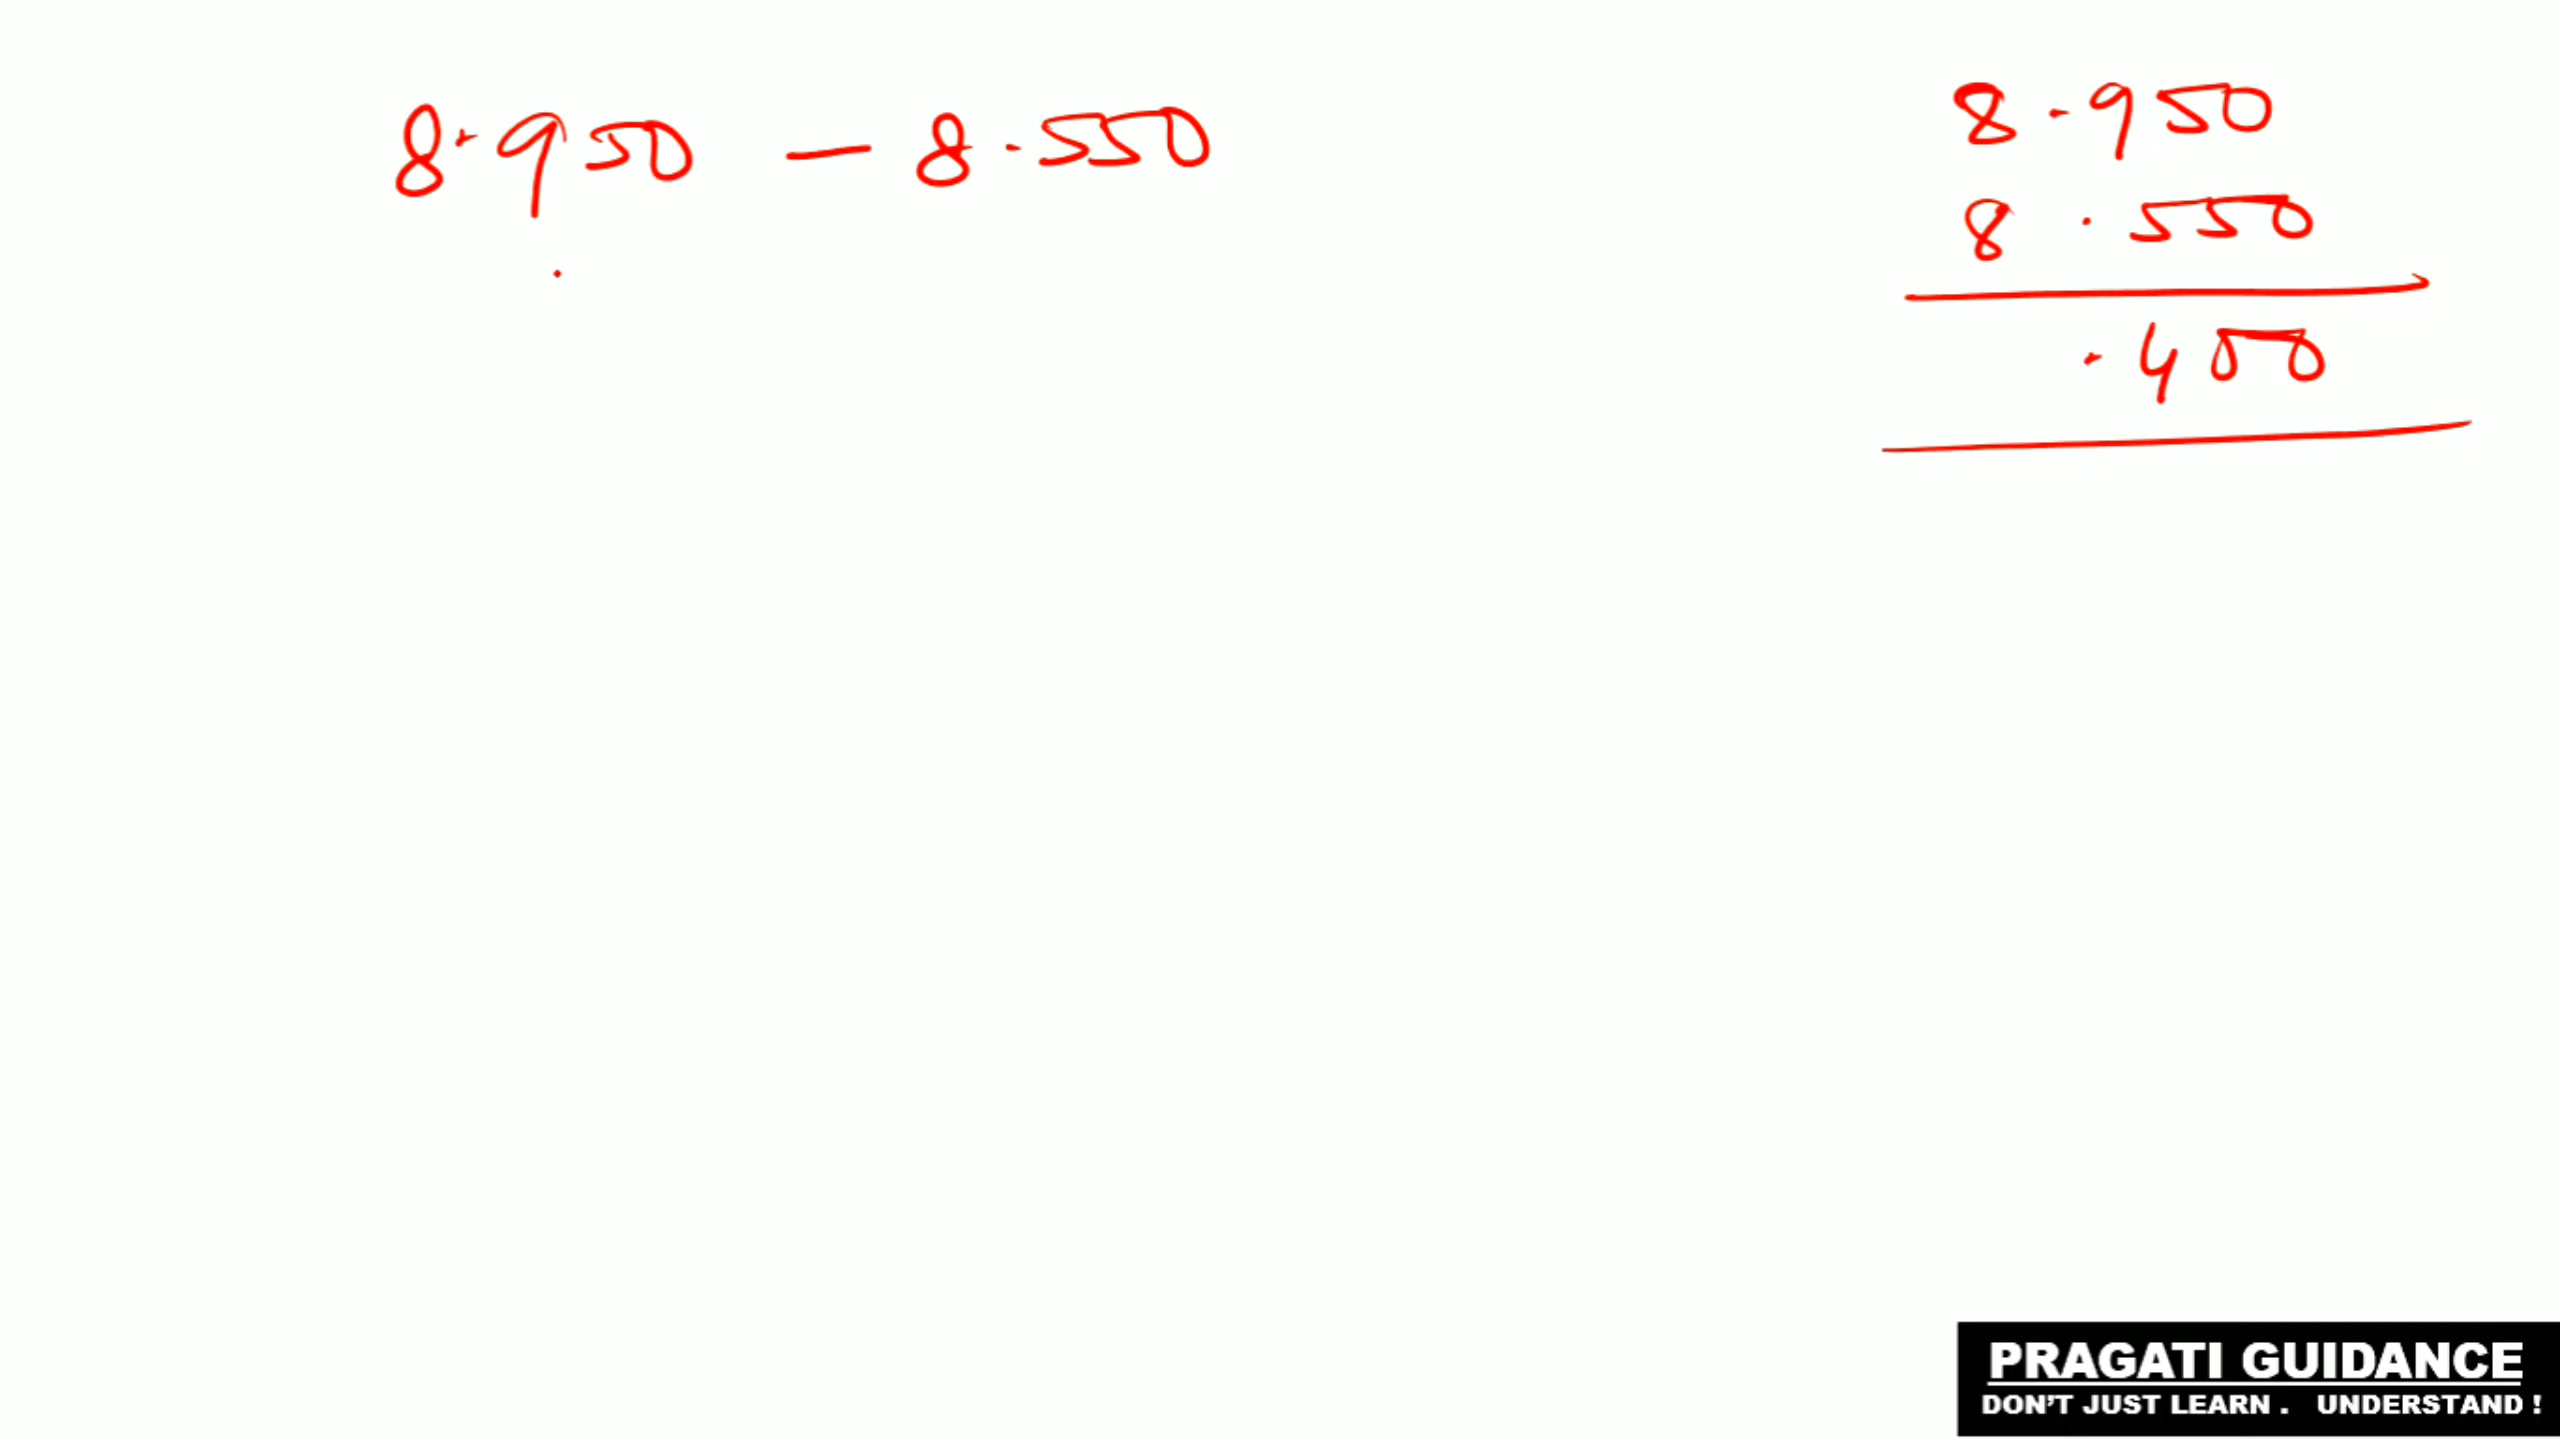 8.950 — 8.550
8.950
8.550
.400
PRAGATI GUIDANCE
DON'T JUST LEARN . UNDERSTAND !